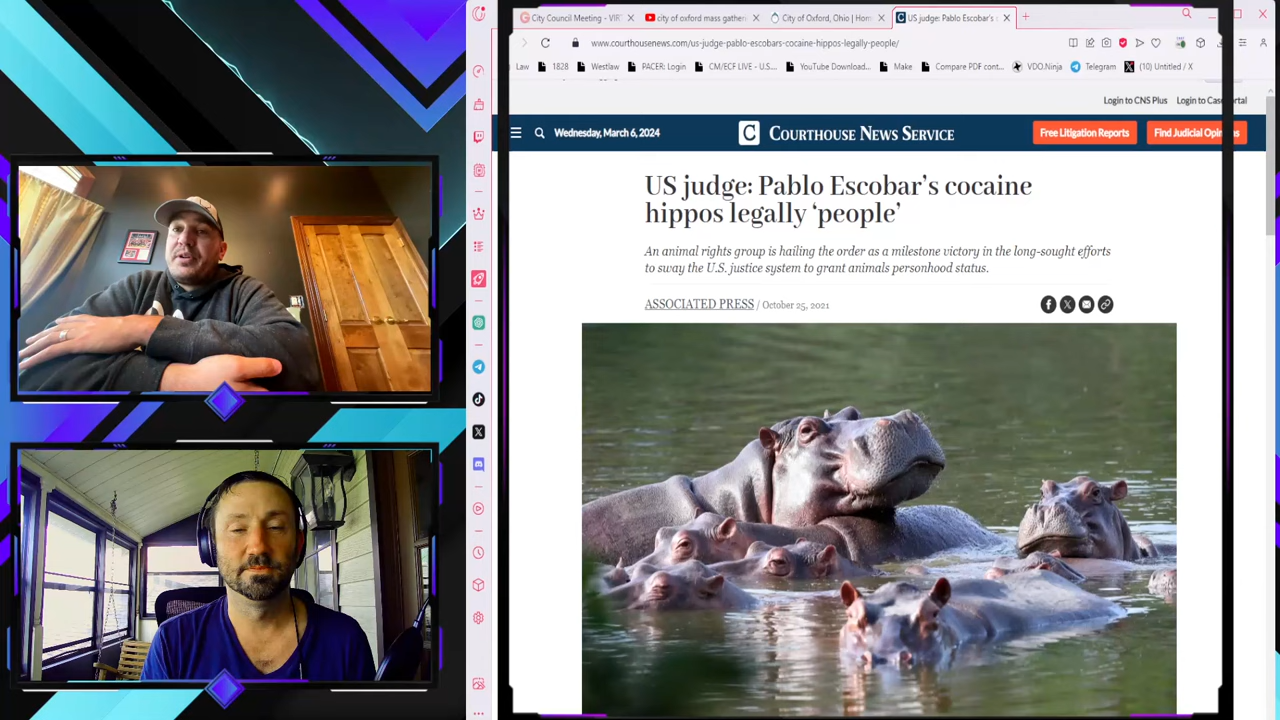 City Council Meeting - VIR
city of oxford mass gather
City of Oxford, Ohio | Hom
US judge: Pablo Escobar's
www.courthousenews.com/us-judge-pablo-escobars-cocaine-hippos-legally-people/
Law 1828 Westlaw PACER: Login CM/ECF LIVE - U.S.... YouTube Download... Make Compare PDF cont... VDO.Ninja Telegram (10) Untitled / X
Login to CNS Plus
Wednesday, March 6, 2024
C COURTHOUSE NEWS SERVICE
Free Litigation Reports
Find Judicial Opinions
US judge: Pablo Escobar's cocaine
hippos legally 'people'
An animal rights group is hailing the order as a milestone victory in the long-sought efforts
to sway the U.S. justice system to grant animals personhood status.
ASSOCIATED PRESS / October 25, 2021